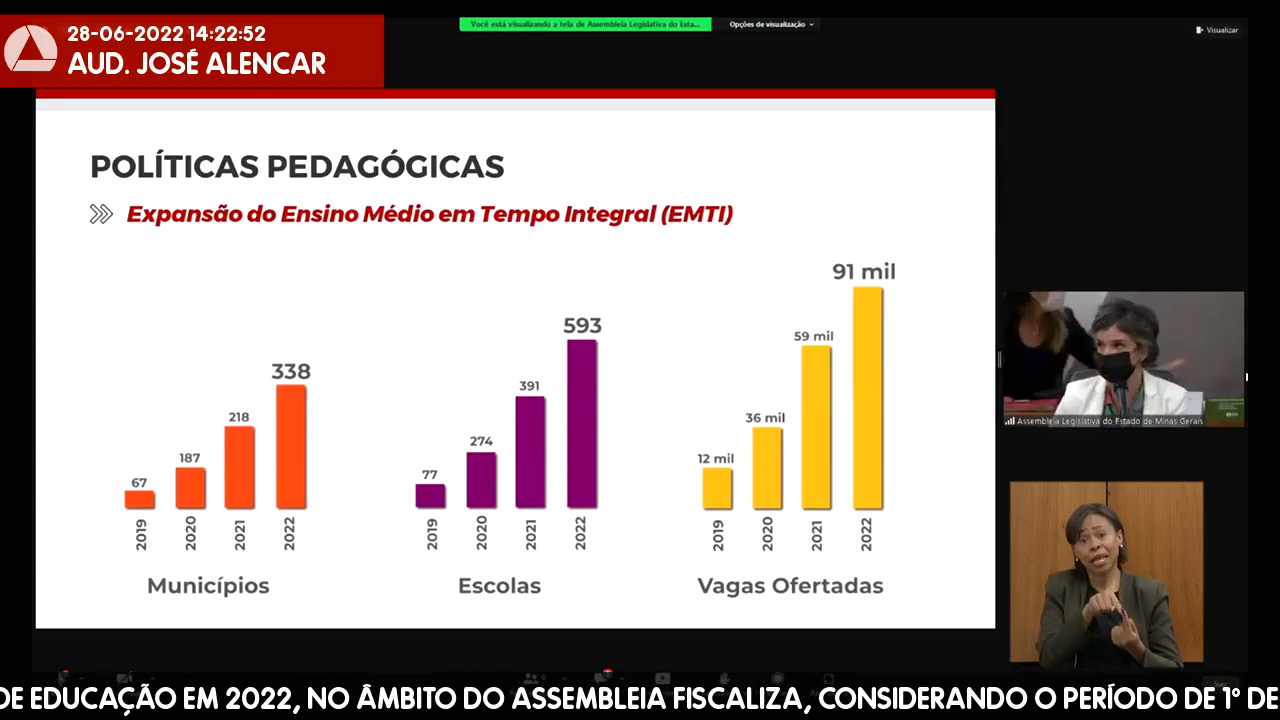 28-06-2022 14:22:52
AUD. JOSÉ ALENCAR
Você está visualizando a tela de Assembleia Legislativa do Esta...
Opções de visualização
Visualizar
POLÍTICAS PEDAGÓGICAS
Expansão do Ensino Médio em Tempo Integral (EMTI)
67
187
218
338
2019
2020
2021
2022
Municípios
77
274
391
593
2019
2020
2021
2022
Escolas
12 mil
36 mil
59 mil
91 mil
2019
2020
2021
2022
Vagas Ofertadas
Assembleia Legislativa do Estado de Minas Gerais
DE EDUCAÇÃO EM 2022, NO ÂMBITO DO ASSEMBLEIA FISCALIZA, CONSIDERANDO O PERÍODO DE 1º DE